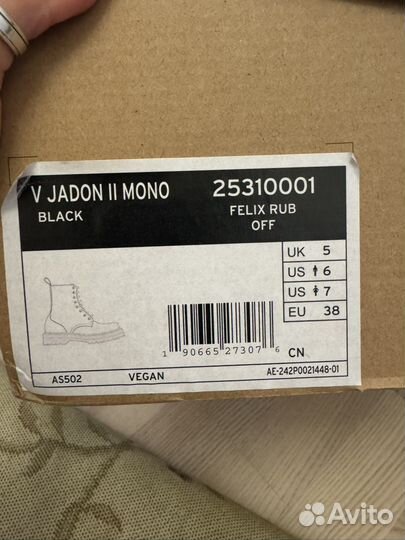 V JADON II MONO 25310001
BLACK FELIX RUB
OFF
UK 5
US 6
US 7
EU 38
1 90665 27307 6 CN
AS502 VEGAN AE-242P0021448-01
Avito